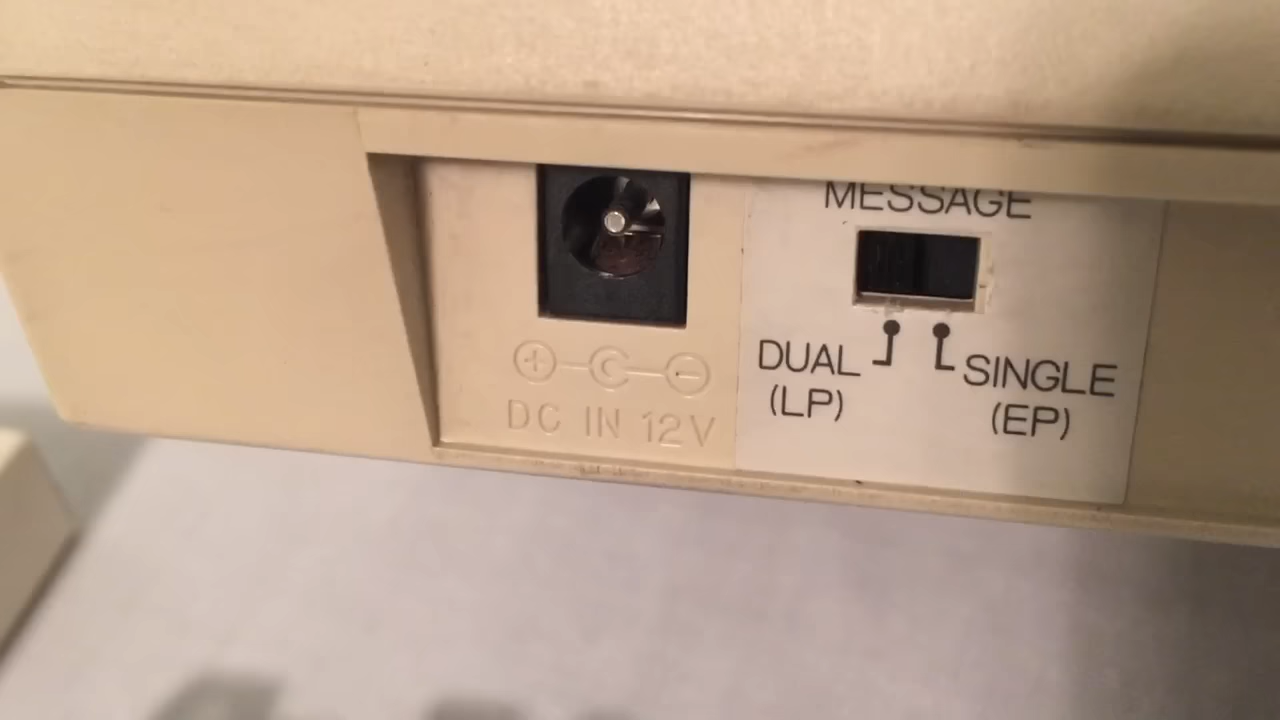 MESSAGE
DUAL
(LP)
SINGLE
(EP)
DC IN 12V